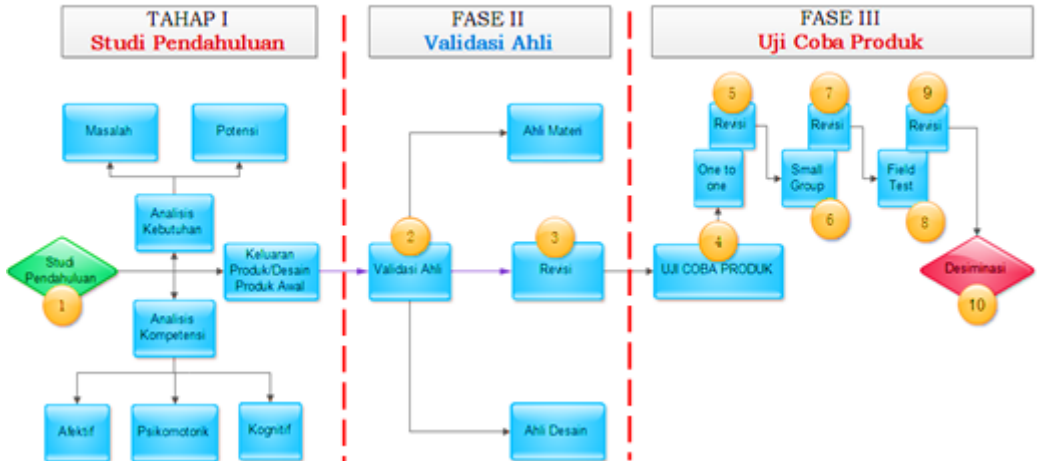 TAHAP I
Studi Pendahuluan
FASE II
Validasi Ahli
FASE III
Uji Coba Produk
Masalah
Potensi
Analisis
Kebutuhan
Studi
Pendahuluan
1
Keluaran
Produk/Desain
Produk Awal
Analisis
Kompetensi
Afektif
Psikomotorik
Kognitif
Ahli Materi
2
Validasi Ahli
3
Revisi
Ahli Desain
5
Revisi
7
Revisi
9
Revisi
One to
one
Small
Group
6
Field
Test
8
4
UJI COBA PRODUK
Desiminasi
10